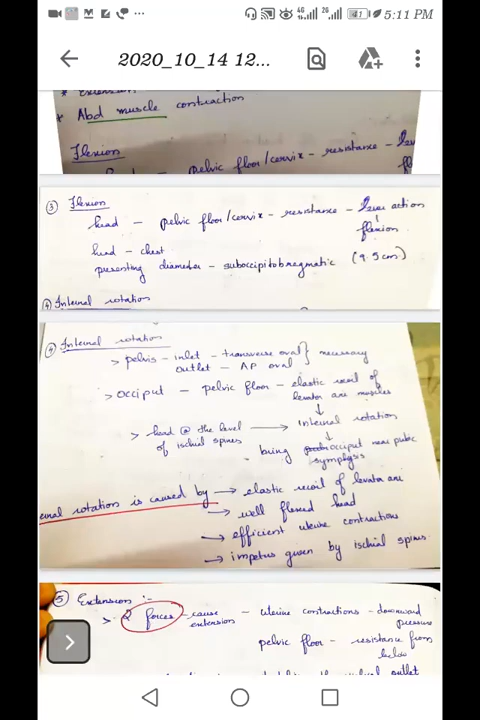 5:11 PM
2020_10_14 12...
* Extension
* Abd muscle contraction
Flexion
pelvic floor/cervix - resistance -
③ Flexion
head - pelvic floor/cervix - resistance - lever action
flexion
head - chest
presenting diameter - suboccipitobregmatic (9.5cm)
④ Internal rotation
④ Internal rotation
> pelvis - inlet - transverse oval } necessary
outlet - AP oval
> occiput - pelvic floor - elastic recoil of
levator ani muscles
> head @ the level → internal rotation
of ischial spines
bring occiput near pubic
symphysis
rnal rotation is caused by → elastic recoil of levator ani
→ well flexed head
→ efficient uterine contractions
→ impetus given by ischial spines
⑤ Extension :-
> 2 forces - cause - uterine contractions - downward
extension pressure
pelvic floor - resistance from
below
outlet